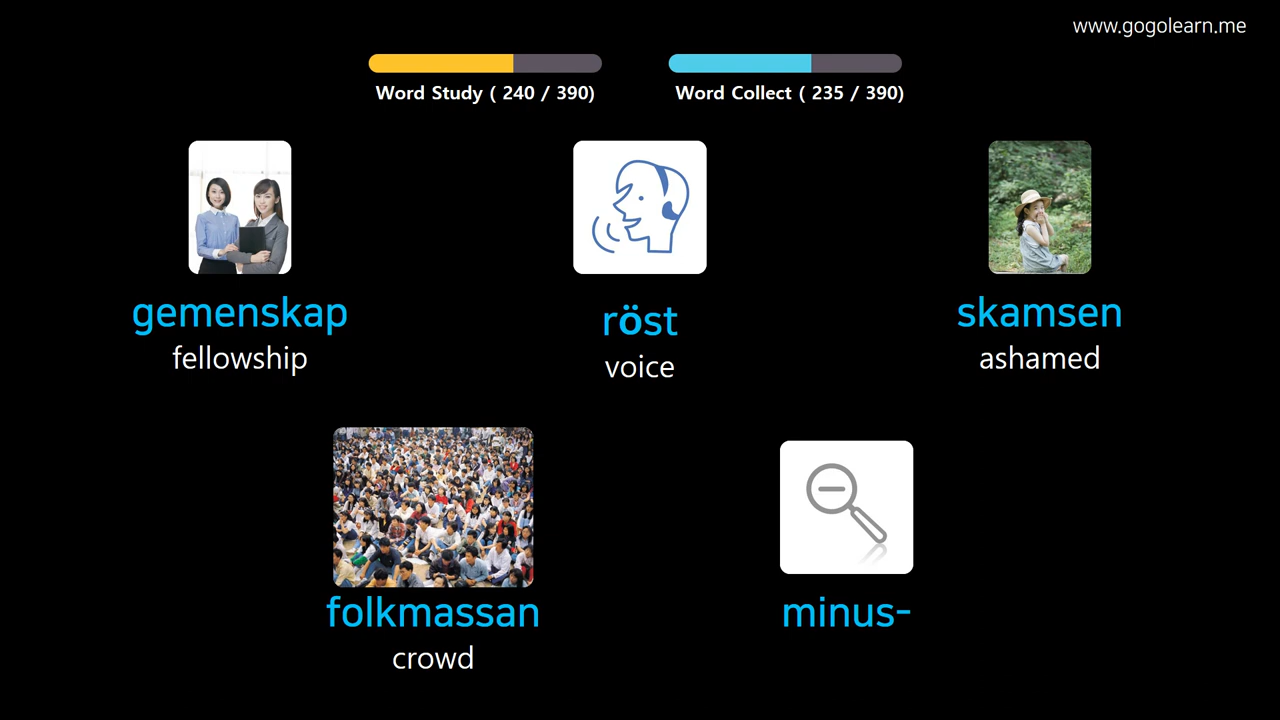 www.gogolearn.me
Word Study ( 240 / 390)
Word Collect ( 235 / 390)
gemenskap
fellowship
röst
voice
skamsen
ashamed
folkmassan
crowd
minus-